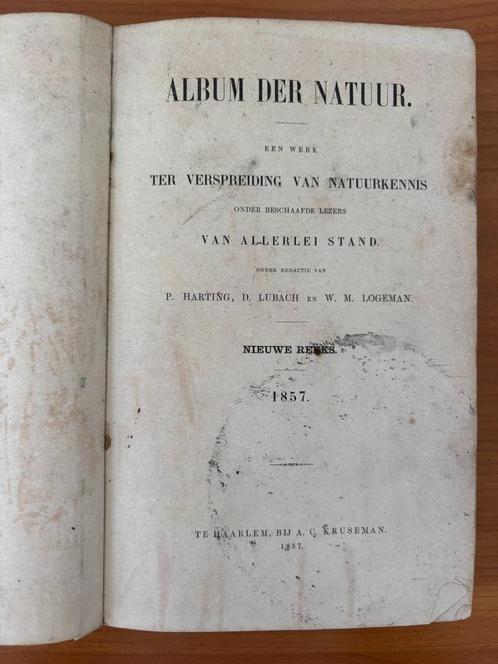 ALBUM DER NATUUR.
EEN WERK
TER VERSPREIDING VAN NATUURKENNIS
ONDER BESCHAAFDE LEZERS
VAN ALLERLEI STAND.
ONDER REDACTIE VAN
P. HARTING, D. LUBACH EN W. M. LOGEMAN.
NIEUWE REEKS.
1857.
TE HAARLEM, BIJ A. C. KRUSEMAN.
1857.